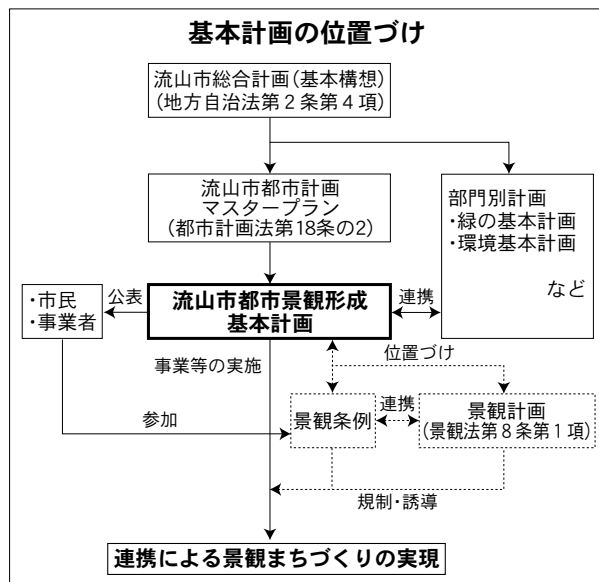 基本計画の位置づけ
流山市総合計画(基本構想)
(地方自治法第2条第4項)
流山市都市計画
マスタープラン
(都市計画法第18条の2)
部門別計画
・緑の基本計画
・環境基本計画
など
・市民
・事業者
公表
流山市都市景観形成
基本計画
連携
事業等の実施
位置づけ
参加
景観条例
連携
景観計画
(景観法第8条第1項)
規制・誘導
連携による景観まちづくりの実現